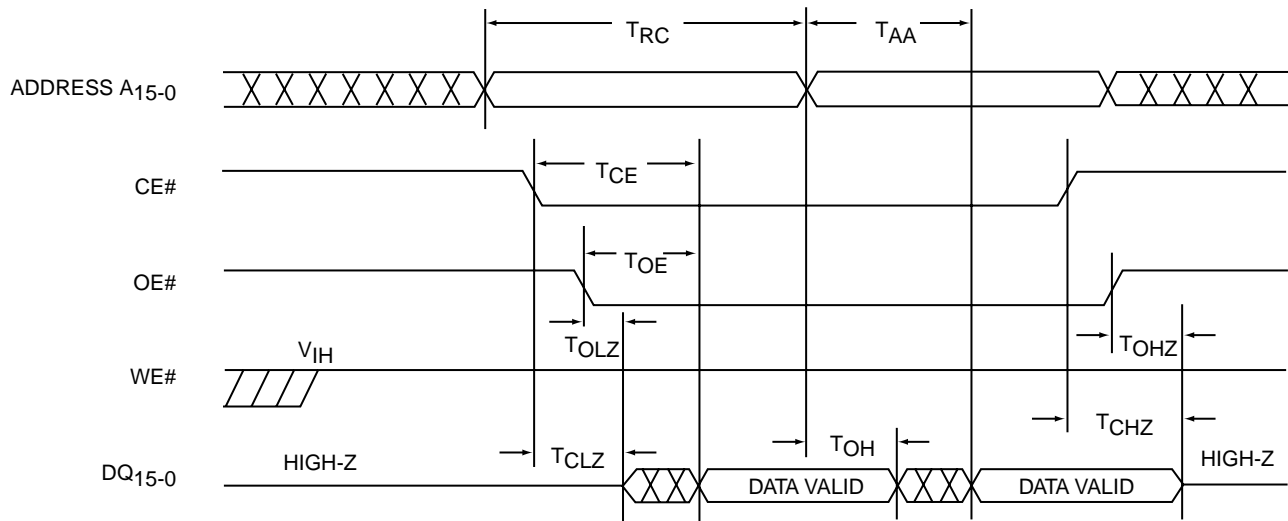 TRC TAA
ADDRESS A15-0
TCE
CE#
TOE
OE#
TOLZ TOHZ
VIH
WE#
TCLZ TOH TCHZ
HIGH-Z HIGH-Z
DQ15-0
DATA VALID DATA VALID